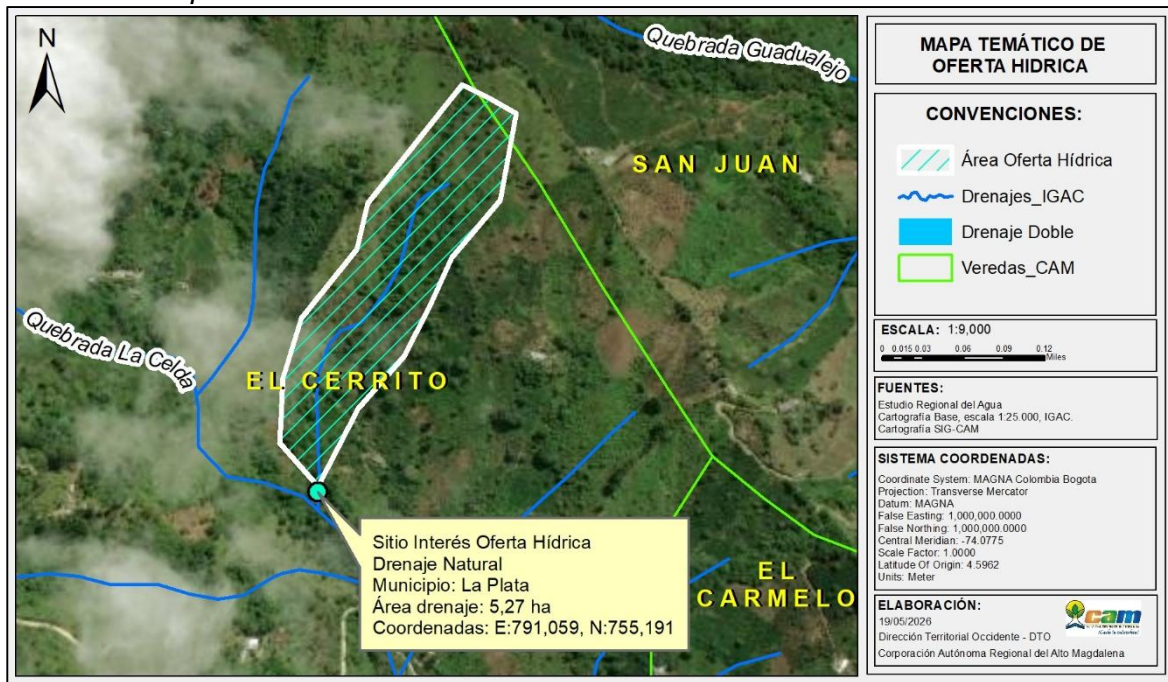 N
Quebrada Guadualejo
SAN JUAN
Quebrada La Celda
EL CERRITO
Sitio Interés Oferta Hídrica
Drenaje Natural
Municipio: La Plata
Área drenaje: 5,27 ha
Coordenadas: E:791,059, N:755,191
EL
CARMELO
MAPA TEMÁTICO DE
OFERTA HIDRICA
CONVENCIONES:
Área Oferta Hídrica
Drenajes_IGAC
Drenaje Doble
Veredas_CAM
ESCALA: 1:9,000
0 0.015 0.03 0.06 0.09 0.12
Miles
FUENTES:
Estudio Regional del Agua
Cartografía Base, escala 1:25.000, IGAC.
Cartografía SIG-CAM
SISTEMA COORDENADAS:
Coordinate System: MAGNA Colombia Bogota
Projection: Transverse Mercator
Datum: MAGNA
False Easting: 1,000,000.0000
False Northing: 1,000,000.0000
Central Meridian: -74.0775
Scale Factor: 1.0000
Latitude Of Origin: 4.5962
Units: Meter
ELABORACIÓN:
19/05/2026
Dirección Territorial Occidente - DTO
Corporación Autónoma Regional del Alto Magdalena
cam